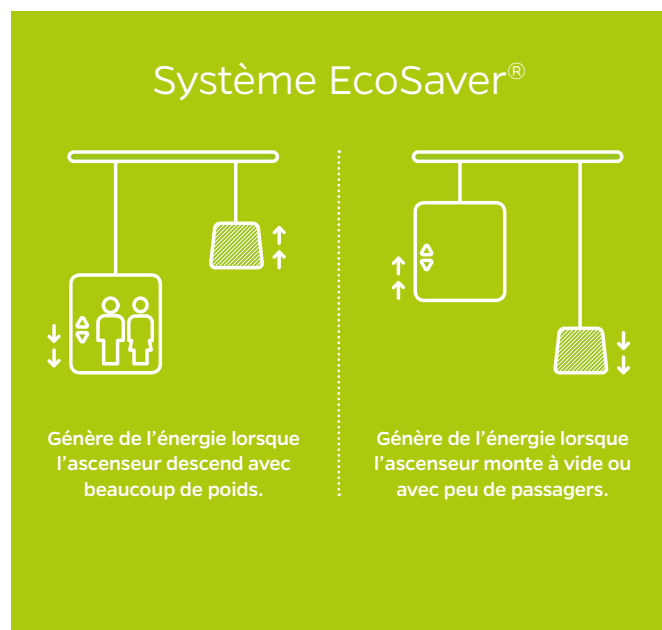 Système EcoSaver®
Génère de l’énergie lorsque
l’ascenseur descend avec
beaucoup de poids.
Génère de l’énergie lorsque
l’ascenseur monte à vide ou
avec peu de passagers.